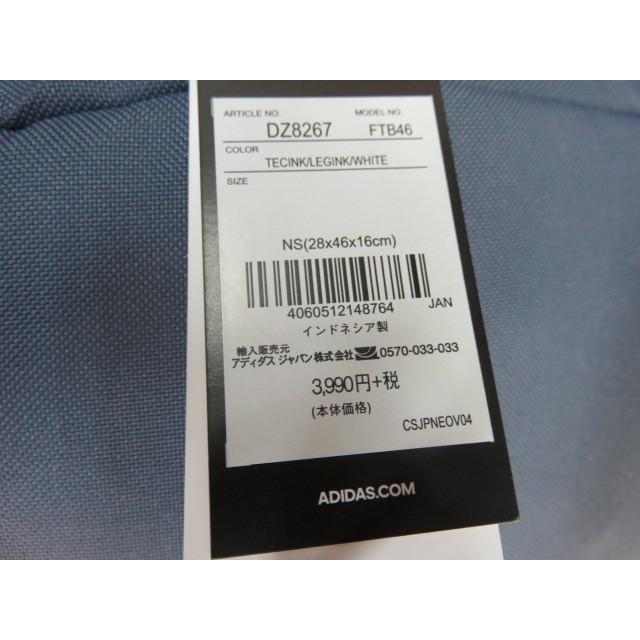 ARTICLE NO. MODEL NO.
DZ8267 FTB46
COLOR
TECINK/LEGINK/WHITE
SIZE
NS(28x46x16cm)
4060512148764 JAN
インドネシア製
輸入販売元
アディダス ジャパン株式会社 0570-033-033
3,990円+税
(本体価格)
CSJPNEOV04
ADIDAS.COM